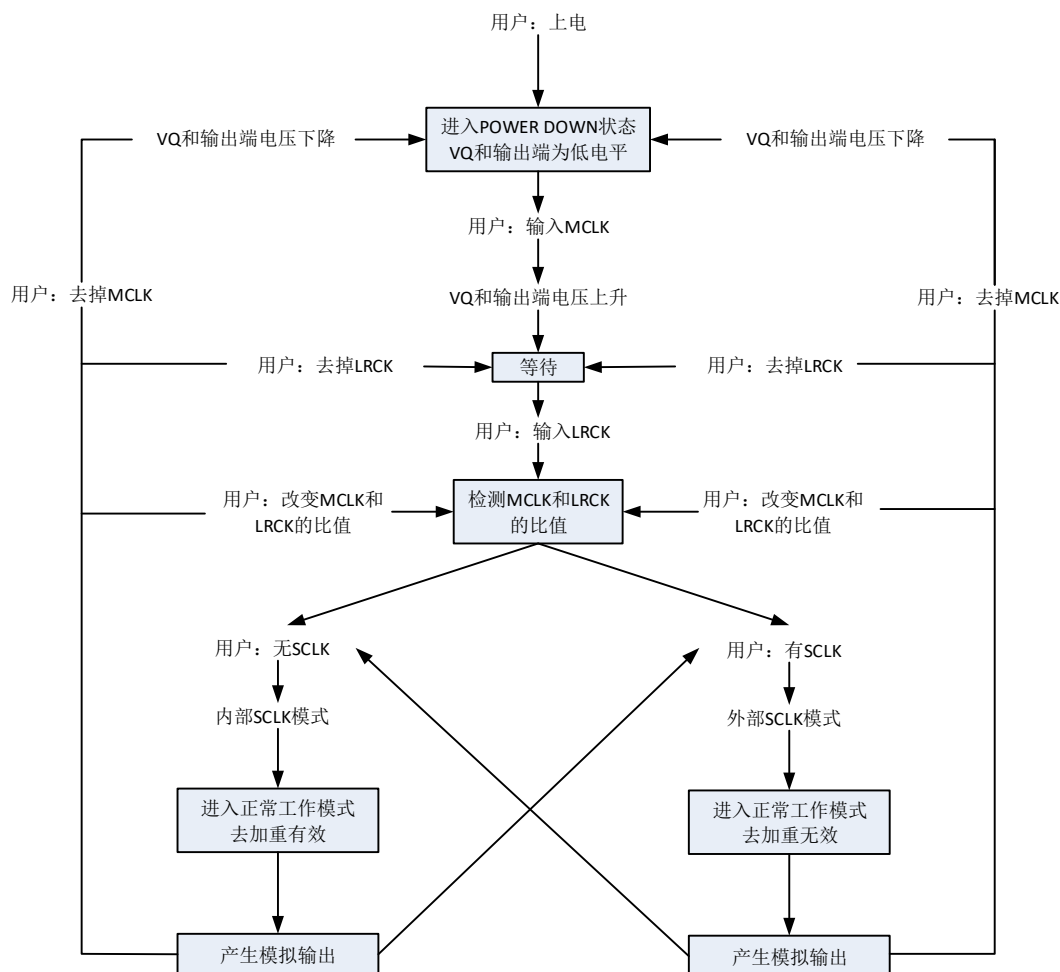 用户：上电
VQ和输出端电压下降
进入POWER DOWN状态
VQ和输出端为低电平
VQ和输出端电压下降
用户：输入MCLK
用户：去掉MCLK
VQ和输出端电压上升
用户：去掉MCLK
用户：去掉LRCK
等待
用户：去掉LRCK
用户：输入LRCK
用户：改变MCLK和
LRCK的比值
检测MCLK和LRCK
的比值
用户：改变MCLK和
LRCK的比值
用户：无SCLK
用户：有SCLK
内部SCLK模式
外部SCLK模式
进入正常工作模式
去加重有效
进入正常工作模式
去加重无效
产生模拟输出
产生模拟输出